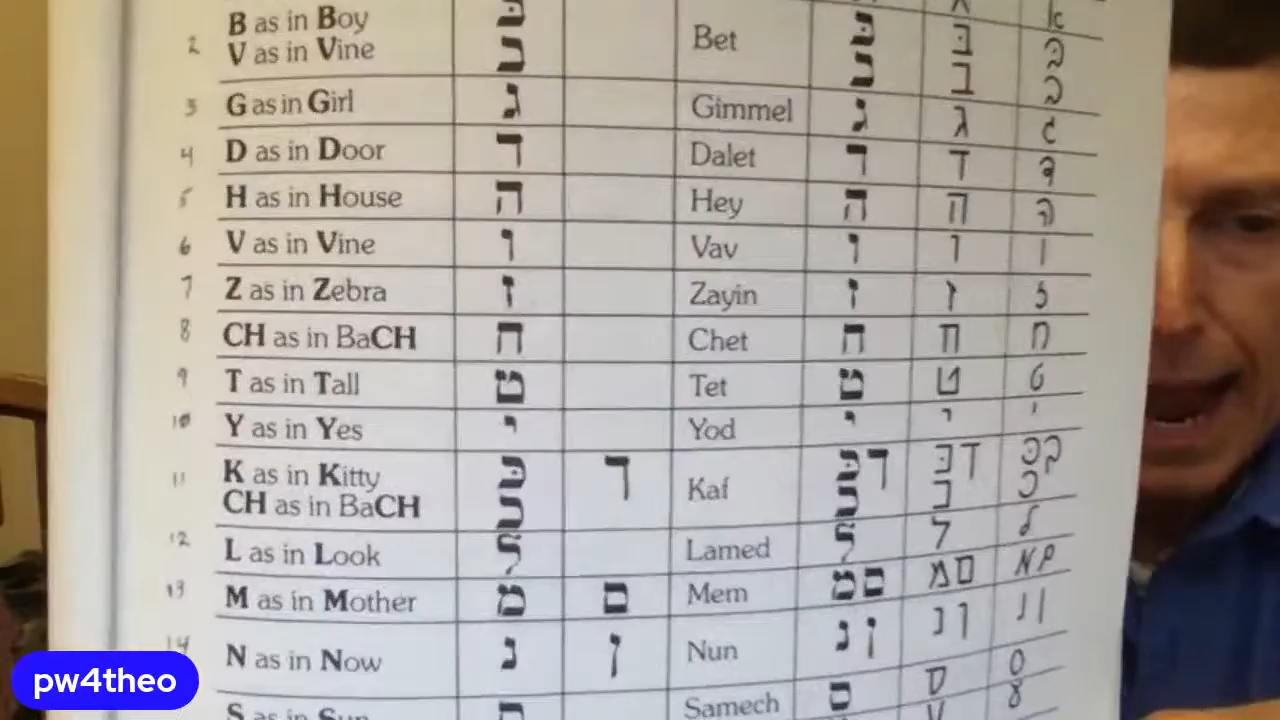 B as in Boy בּ Bet בּ בּ בּ
2 V as in Vine ב ב ב ב
3 G as in Girl ג Gimmel ג ג ג
4 D as in Door ד Dalet ד ד ד
5 H as in House ה Hey ה ה ה
6 V as in Vine ו Vav ו ו ו
7 Z as in Zebra ז Zayin ז ז ז
8 CH as in BaCH ח Chet ח ח ח
9 T as in Tall ט Tet ט ט ט
10 Y as in Yes י Yod י י י
11 K as in Kitty כּ ך Kaf כּ ך כּ ך כּ ך
CH as in BaCH כ כ כ כ
12 L as in Look ל Lamed ל ל ל
13 M as in Mother מ ם Mem מ ם מ ם מ ם
14 N as in Now נ ן Nun נ ן נ ן נ ן
S as in Sun ס Samech ס ס ס
pw4theo